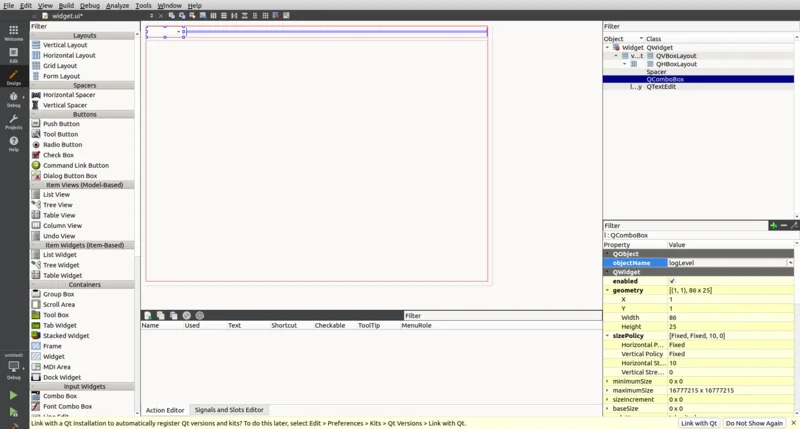 File Edit View Build Debug Analyze Tools Window Help
widget.ui*
Welcome
Edit
Design
Debug
Projects
Help
untitled2
Debug
Filter
Layouts
Vertical Layout
Horizontal Layout
Grid Layout
Form Layout
Spacers
Horizontal Spacer
Vertical Spacer
Buttons
Push Button
Tool Button
Radio Button
Check Box
Command Link Button
Dialog Button Box
Item Views (Model-Based)
List View
Tree View
Table View
Column View
Undo View
Item Widgets (Item-Based)
List Widget
Tree Widget
Table Widget
Containers
Group Box
Scroll Area
Tool Box
Tab Widget
Stacked Widget
Frame
Widget
MDI Area
Dock Widget
Input Widgets
Combo Box
Font Combo Box
Filter
Name Used Text Shortcut Checkable ToolTip MenuRole
Action Editor Signals and Slots Editor
Filter
Object Class
Widget QWidget
v...t QVBoxLayout
QHBoxLayout
Spacer
QComboBox
l...y QTextEdit
Filter
l : QComboBox
Property Value
QObject
objectName logLevel
QWidget
enabled
geometry [(1, 1), 86 x 25]
X 1
Y 1
Width 86
Height 25
sizePolicy [Fixed, Fixed, 10, 0]
Horizontal P... Fixed
Vertical Policy Fixed
Horizontal St... 10
Vertical Stre... 0
minimumSize 0 x 0
maximumSize 16777215 x 16777215
sizeIncrement 0 x 0
baseSize 0 x 0
Link with a Qt installation to automatically register Qt versions and kits? To do this later, select Edit > Preferences > Kits > Qt Versions > Link with Qt. Link with Qt Do Not Show Again